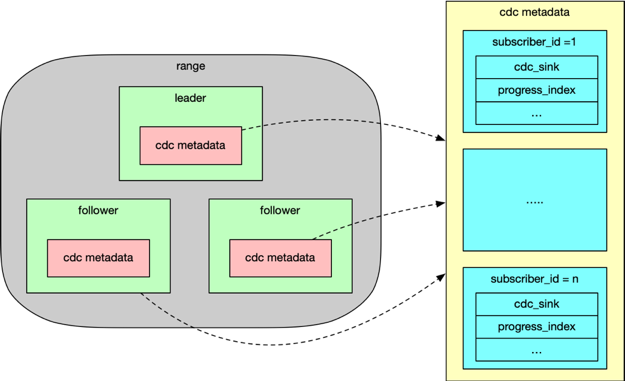 range
leader
cdc metadata
follower
cdc metadata
follower
cdc metadata
cdc metadata
subscriber_id =1
cdc_sink
progress_index
...
.....
subscriber_id = n
cdc_sink
progress_index
...